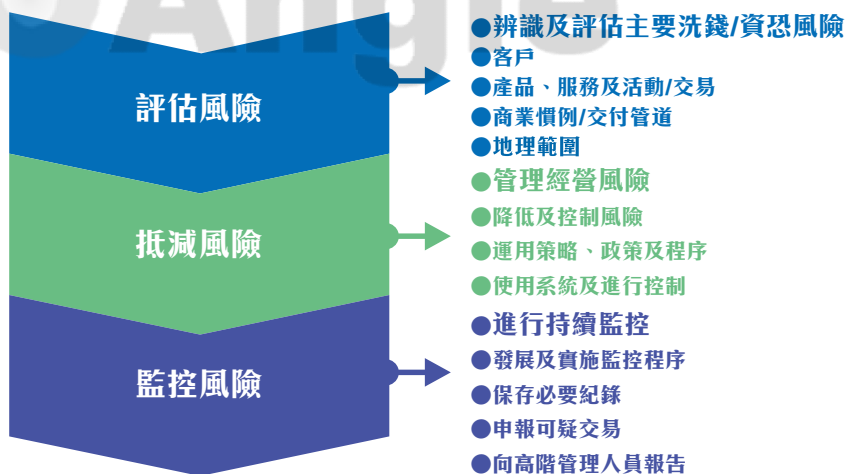 Angle
評估風險
●辨識及評估主要洗錢/資恐風險
●客戶
●產品、服務及活動/交易
●商業慣例/交付管道
●地理範圍
抵減風險
●管理經營風險
●降低及控制風險
●運用策略、政策及程序
●使用系統及進行控制
監控風險
●進行持續監控
●發展及實施監控程序
●保存必要紀錄
●申報可疑交易
●向高階管理人員報告